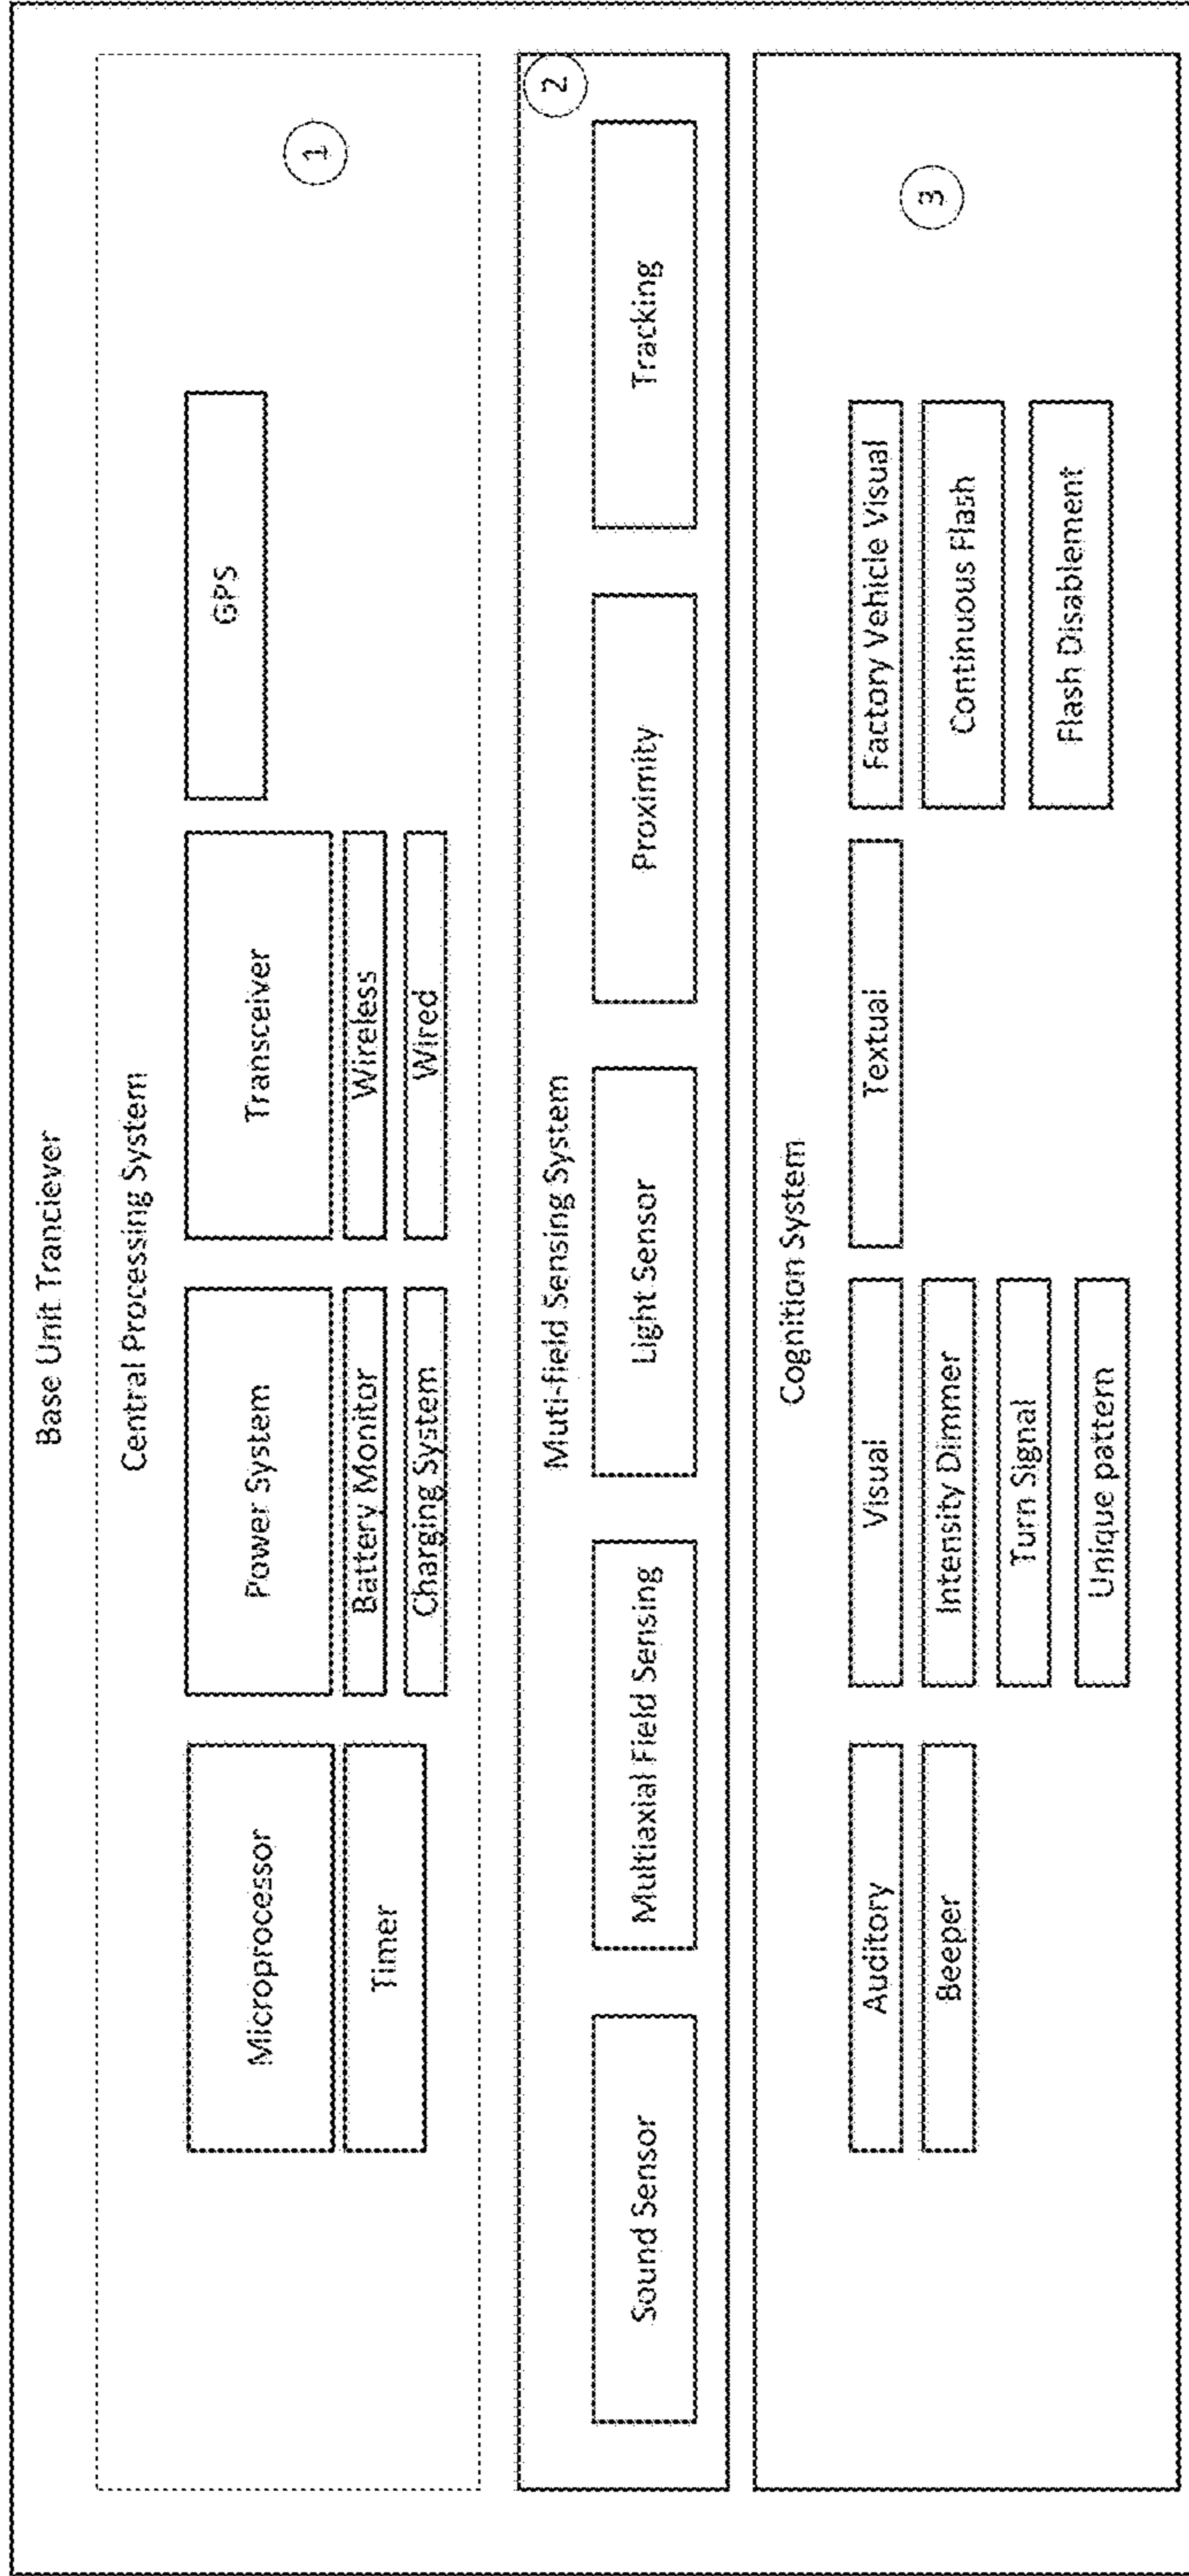 Base Unit Tranciever
Central Processing System
1
Microprocessor
Timer
Power System
Battery Monitor
Charging System
Transceiver
Wireless
Wired
GPS
2
Muti-field Sensing System
Sound Sensor
Multiaxial Field Sensing
Light Sensor
Proximity
Tracking
Cognition System
3
Auditory
Beeper
Visual
Intensity Dimmer
Turn Signal
Unique pattern
Textual
Factory Vehicle Visual
Continuous Flash
Flash Disablement